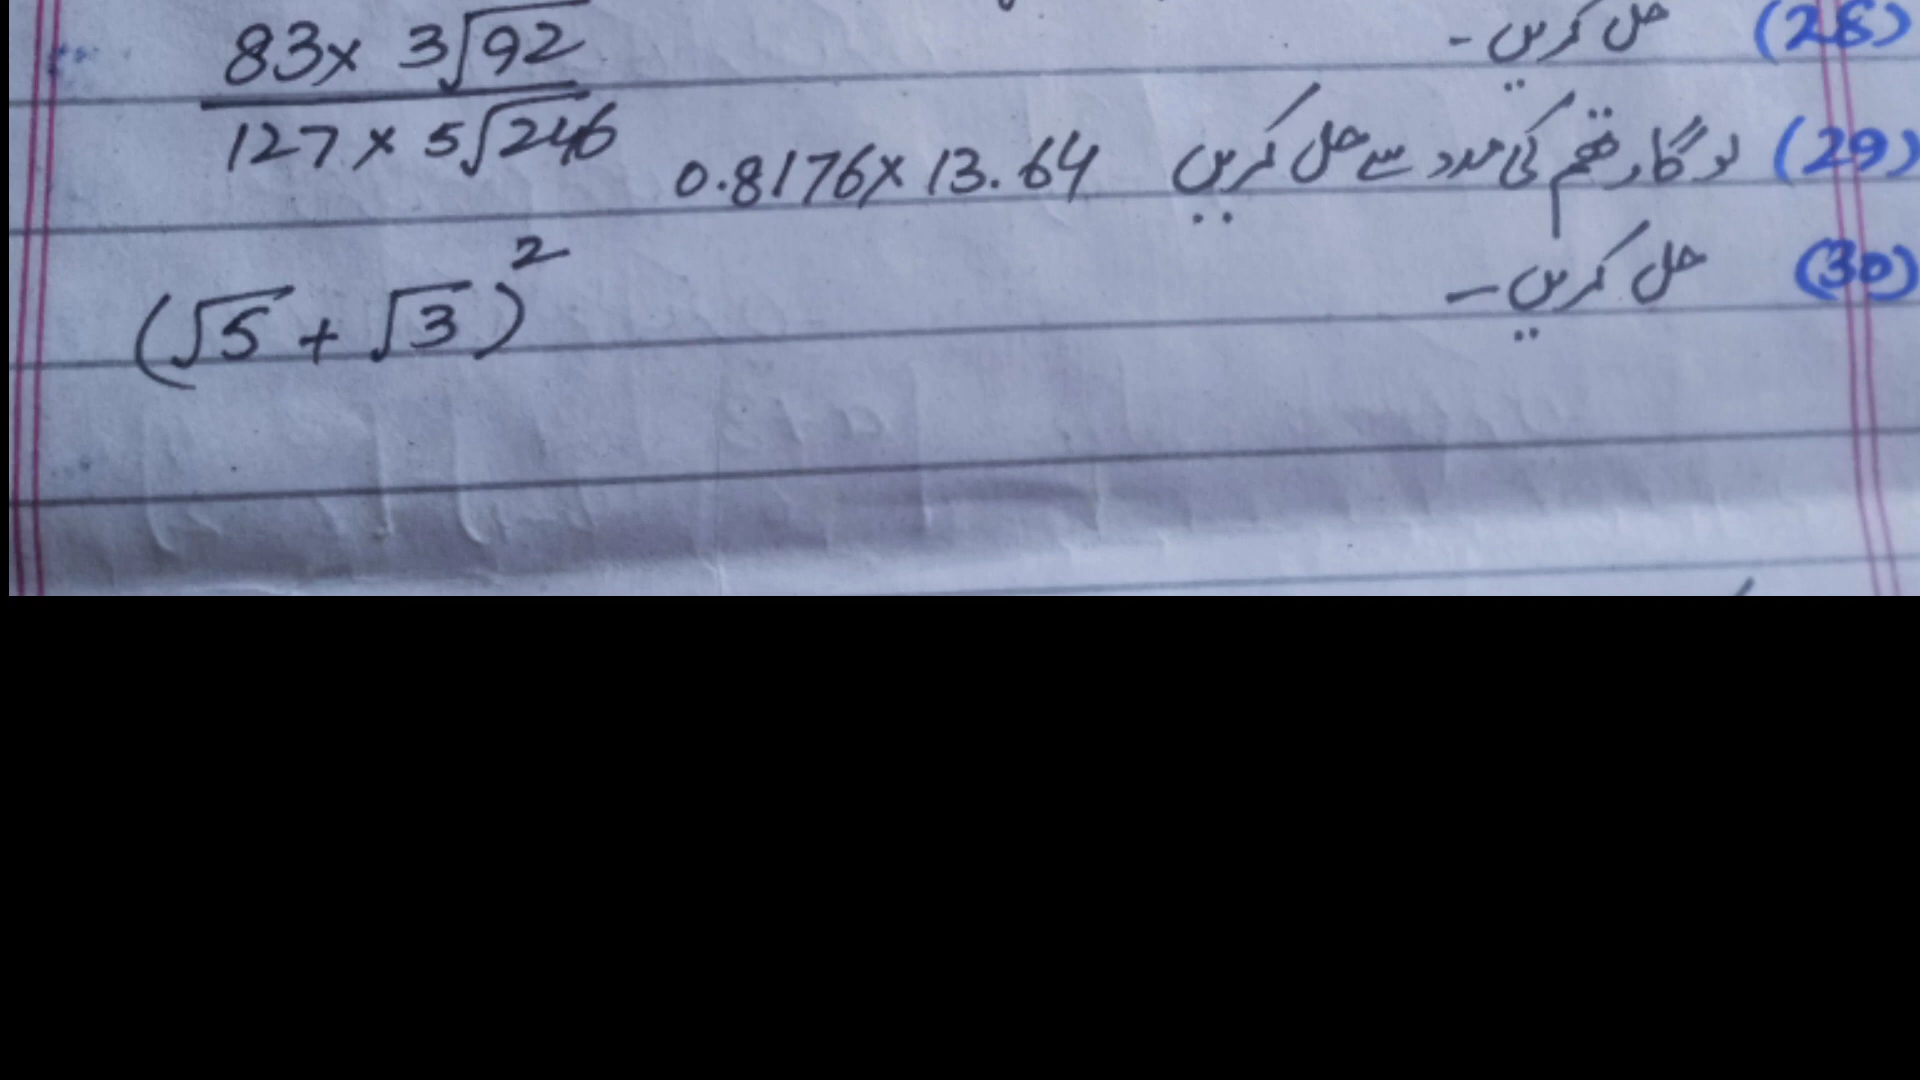 (28) حل کریں - 83x 3√92 / 127 x 5√246
(29) لوگارتھم کی مدد سے حل کریں 0.8176x 13.64
(30) حل کریں – (√5 + √3)²